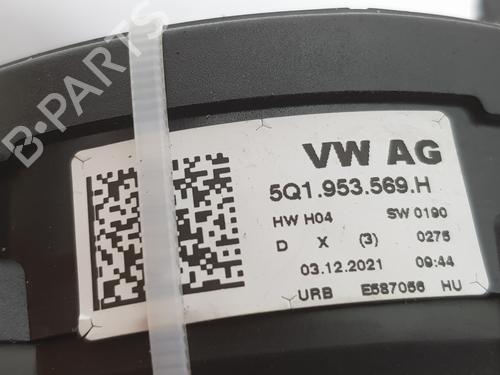 B-PARTS
VW AG
5Q1.953.569.H
HW H04 SW 0190
D X (3) 0275
03.12.2021 09:44
URB E587056 HU